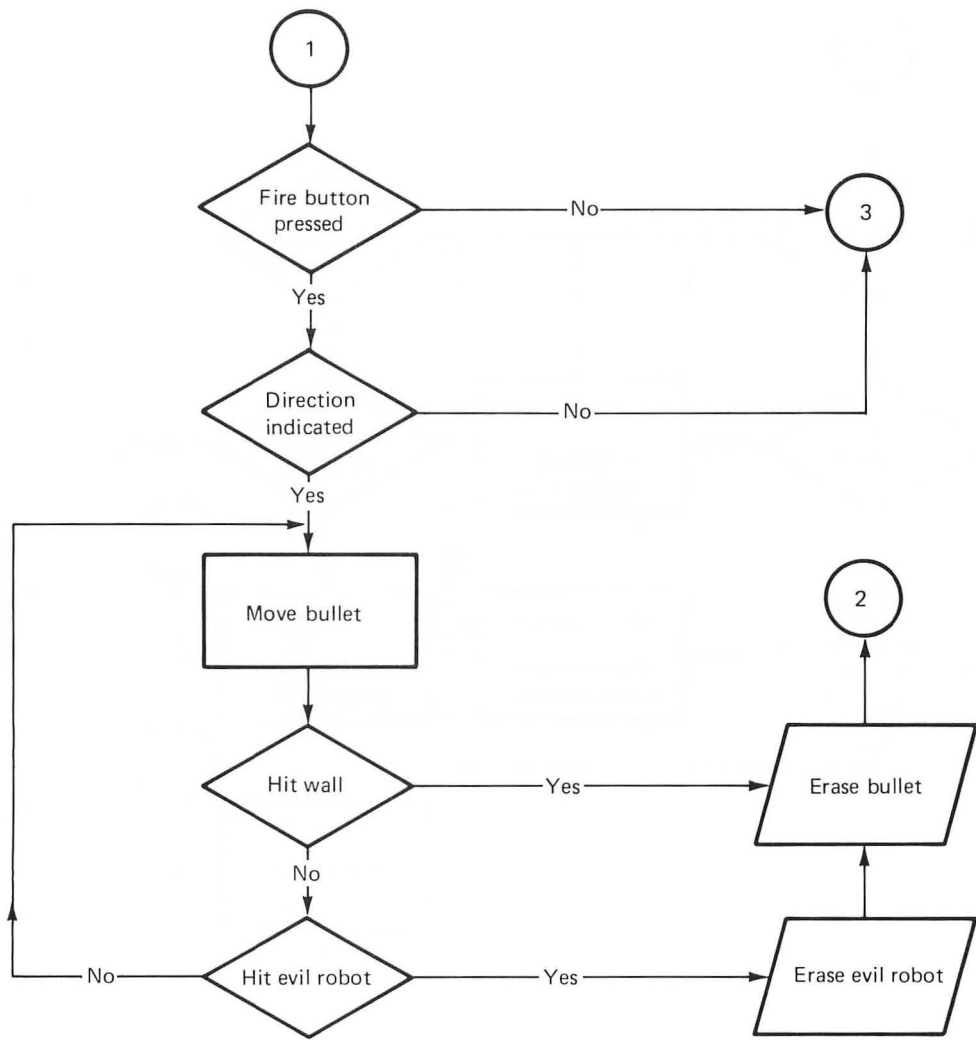 1
Fire button
pressed
No
3
Yes
Direction
indicated
No
Yes
Move bullet
2
Hit wall
Yes
Erase bullet
No
No
Hit evil robot
Yes
Erase evil robot